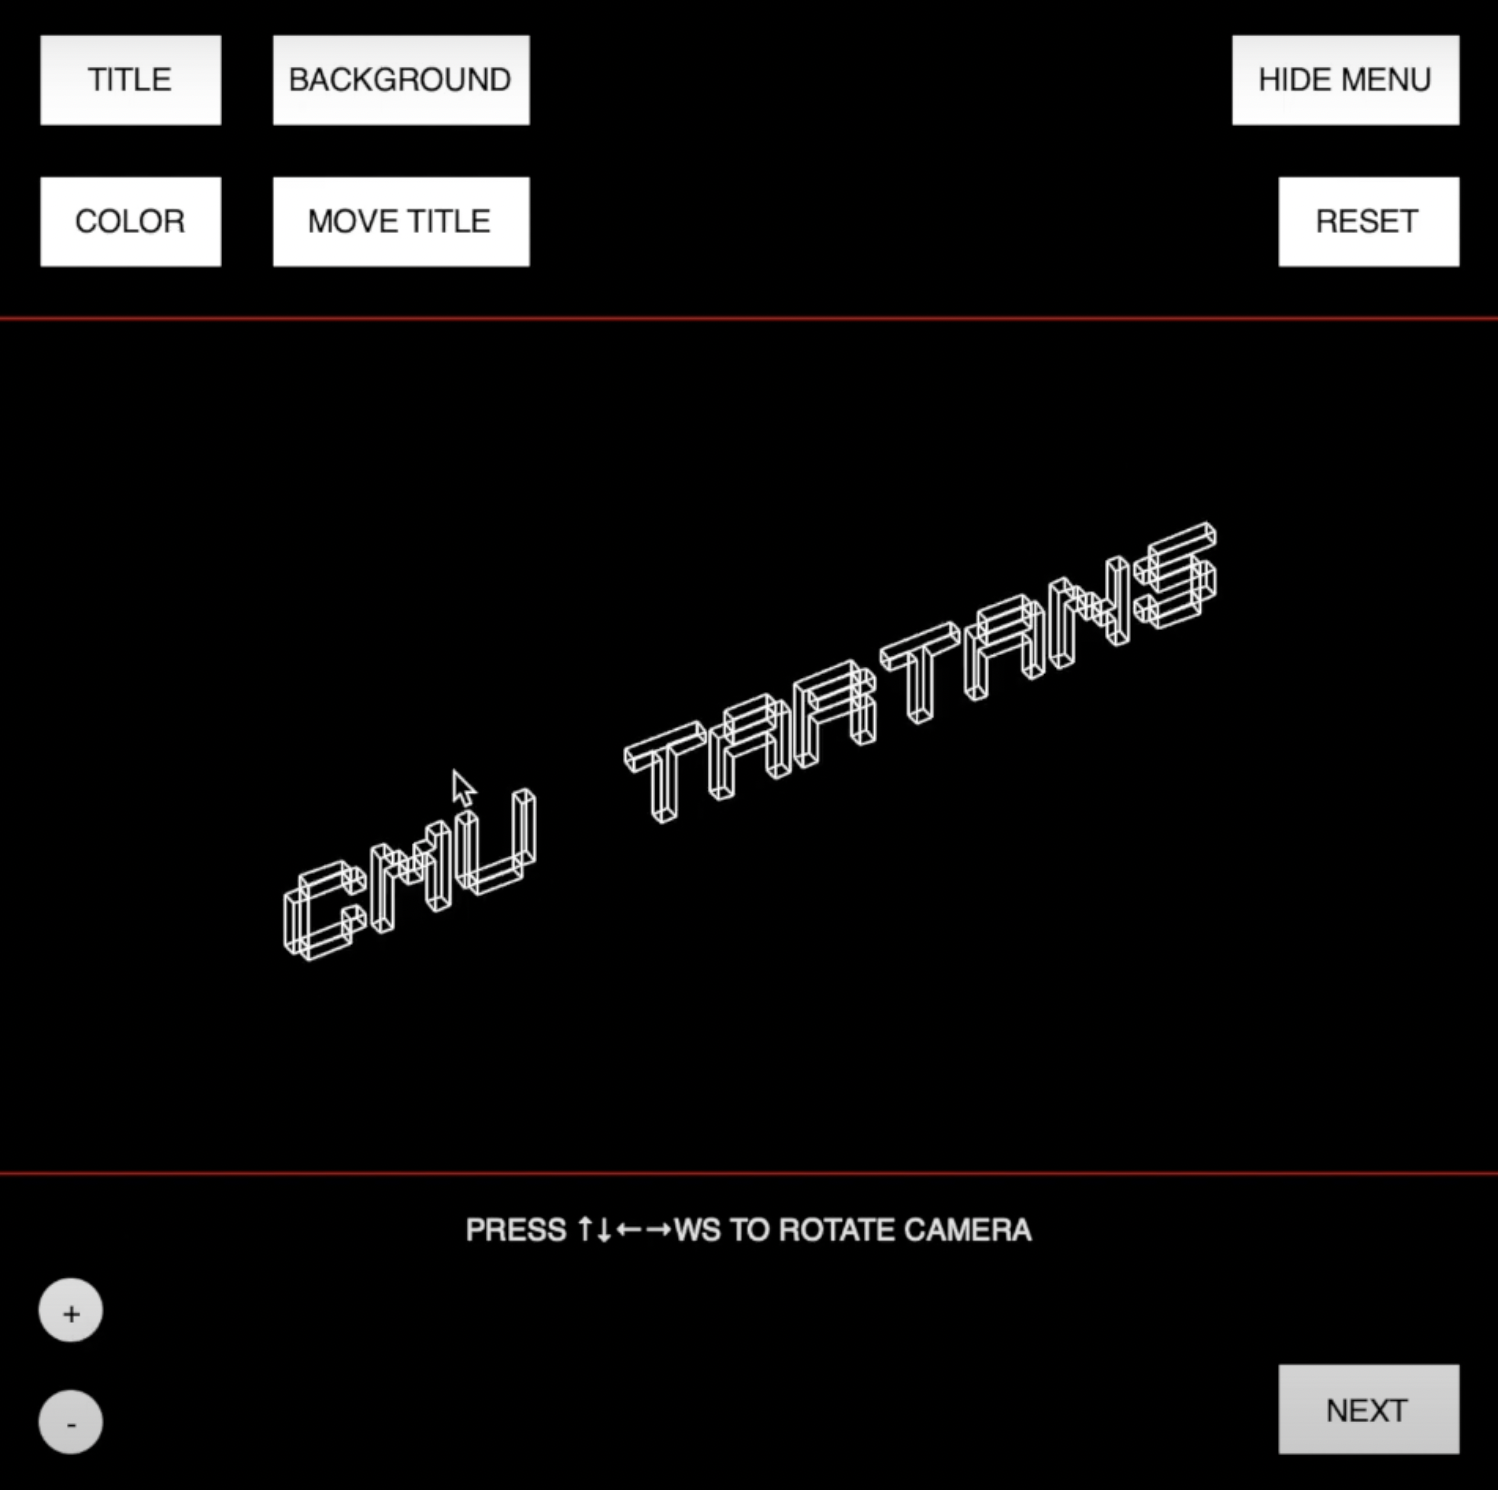 TITLE
BACKGROUND
HIDE MENU
COLOR
MOVE TITLE
RESET
CMU TARTANS
PRESS ↑↓←→WS TO ROTATE CAMERA
+
-
NEXT